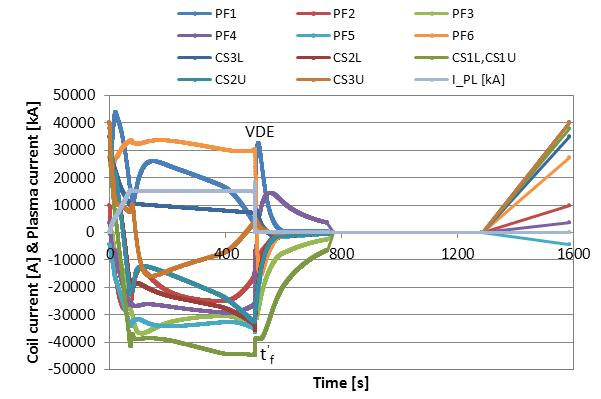 PF1 PF2 PF3
PF4 PF5 PF6
CS3L CS2L CS1L,CS1U
CS2U CS3U I_PL [kA]
50000
40000
30000
20000
10000
0
-10000
-20000
-30000
-40000
-50000
Coil current [A] & Plasma current [kA]
VDE
t'f
0 400 800 1200 1600
Time [s]